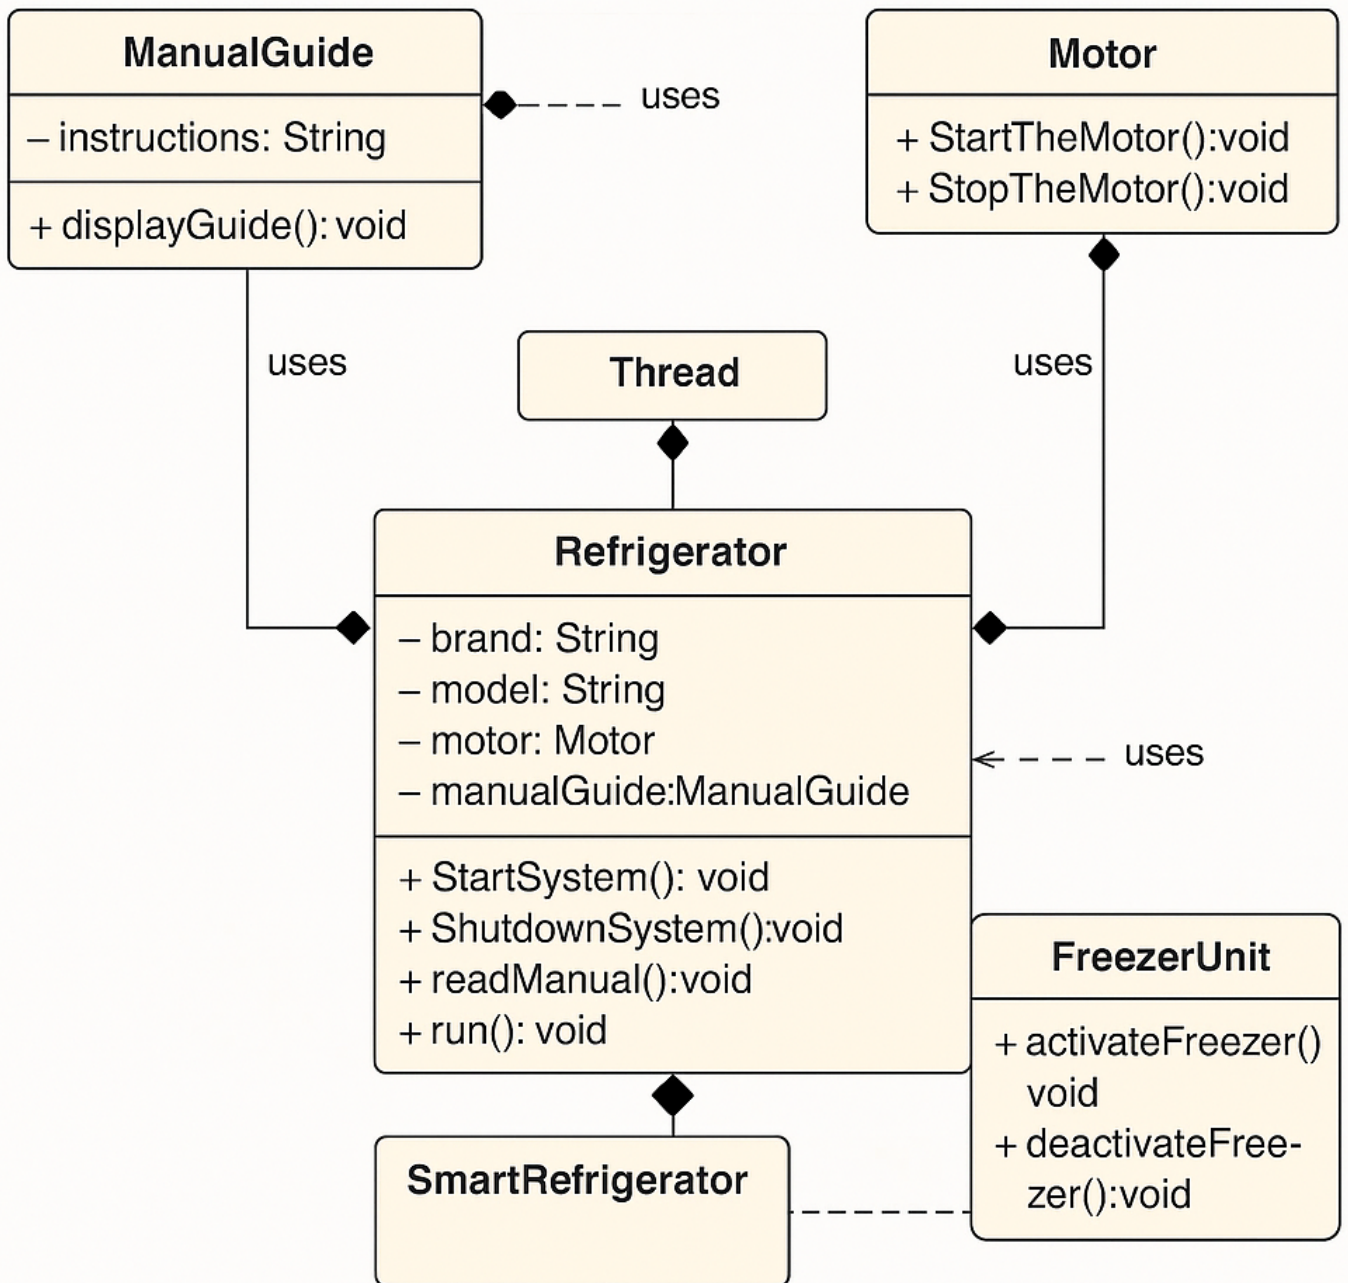 ManualGuide
– instructions: String
+ displayGuide(): void
uses
Motor
+ StartTheMotor():void
+ StopTheMotor():void
uses
Thread
uses
Refrigerator
– brand: String
– model: String
– motor: Motor
– manualGuide:ManualGuide
+ StartSystem(): void
+ ShutdownSystem():void
+ readManual():void
+ run(): void
uses
FreezerUnit
+ activateFreezer()
void
+ deactivateFree-
zer():void
SmartRefrigerator